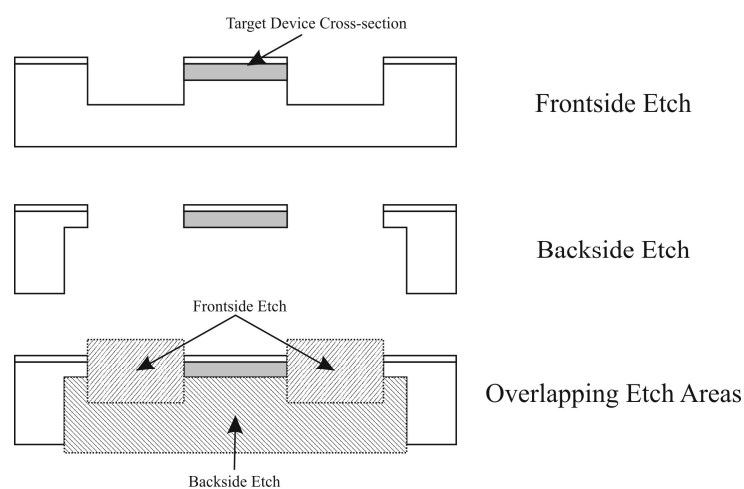 Target Device Cross-section
Frontside Etch
Backside Etch
Frontside Etch
Overlapping Etch Areas
Backside Etch